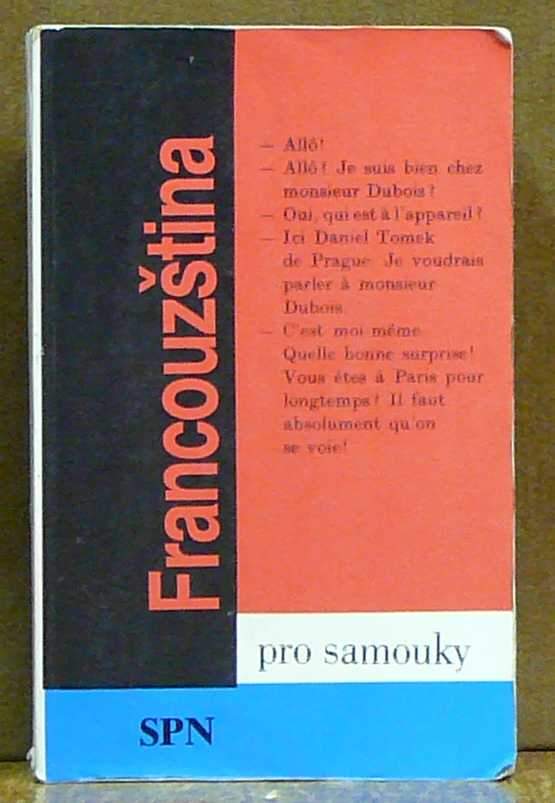 Francouzština
— Allô!
— Allô! Je suis bien chez
monsieur Dubois?
— Oui, qui est à l'appareil?
— Ici Daniel Tomek
de Prague. Je voudrais
parler à monsieur
Dubois.
— C'est moi même.
Quelle bonne surprise!
Vous êtes à Paris pour
longtemps? Il faut
absolument qu'on
se voie!
pro samouky
SPN